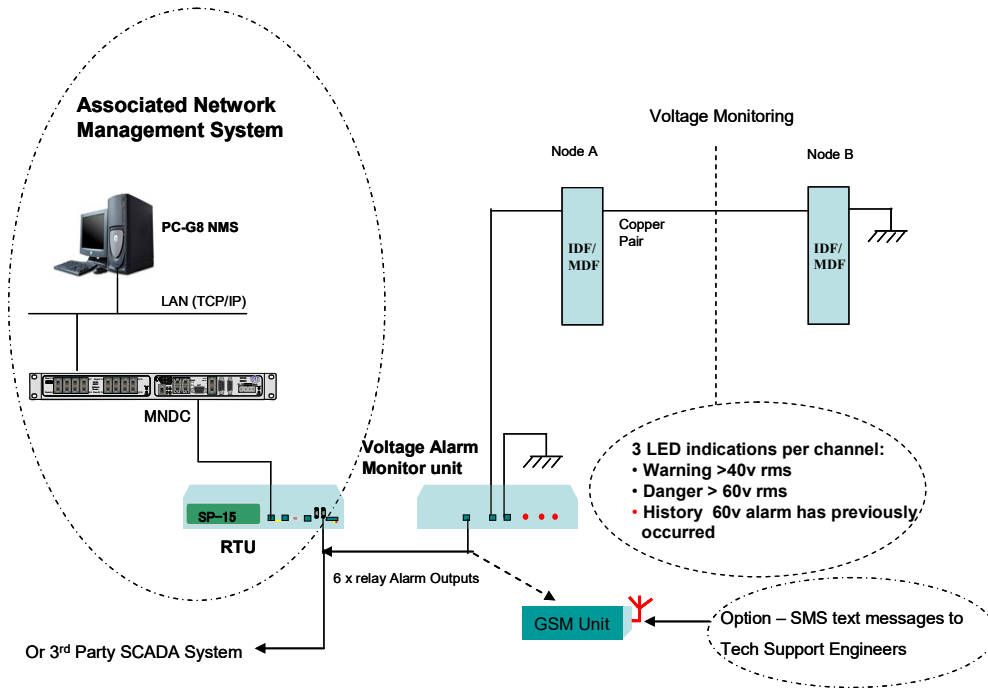 Associated Network
Management System
PC-G8 NMS
LAN (TCP/IP)
MNDC
SP-15
RTU
Voltage Alarm
Monitor unit
6 x relay Alarm Outputs
Or 3rd Party SCADA System
Voltage Monitoring
Node A
Node B
IDF/
MDF
Copper
Pair
IDF/
MDF
3 LED indications per channel:
• Warning >40v rms
• Danger > 60v rms
• History 60v alarm has previously
occurred
GSM Unit
Option – SMS text messages to
Tech Support Engineers